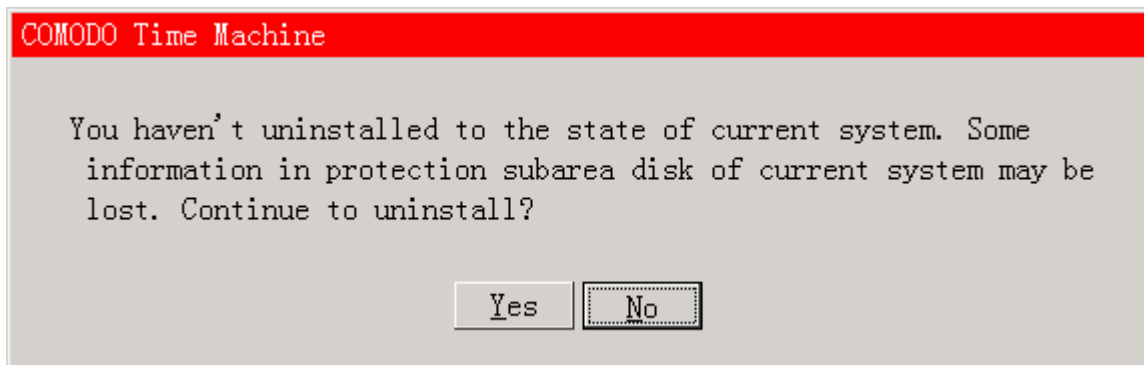 COMODO Time Machine
You haven't uninstalled to the state of current system. Some
information in protection subarea disk of current system may be
lost. Continue to uninstall?
Yes No